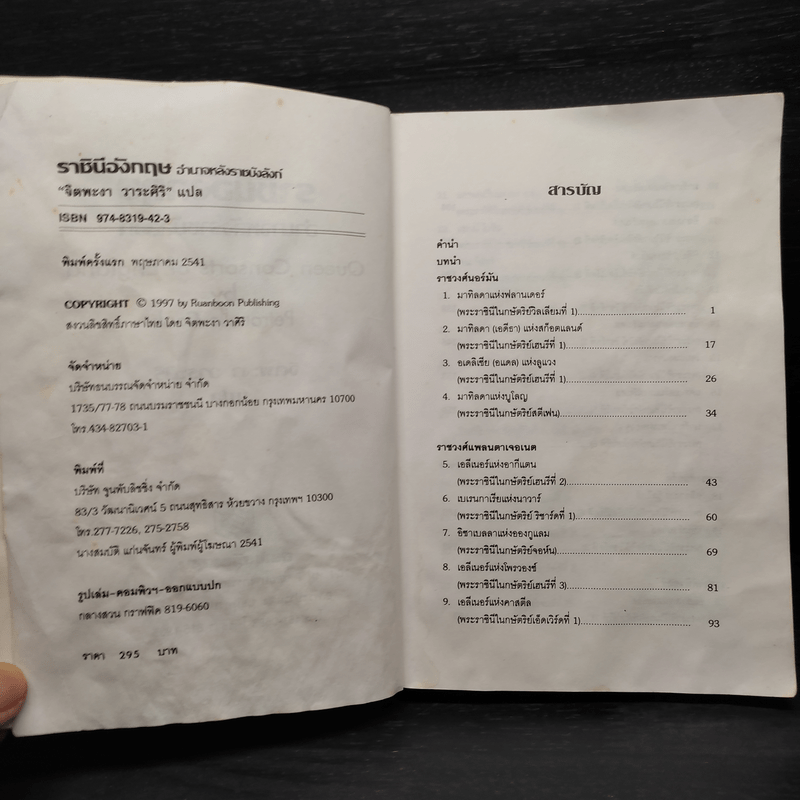 ราชินีอังกฤษ อำนาจหลังราชบังลังก์
"จิตพะงา วาระศิริ" แปล
ISBN 974-8319-42-3
พิมพ์ครั้งแรก พฤษภาคม 2541
COPYRIGHT © 1997 by Ruanboon Publishing
สงวนลิขสิทธิ์ภาษาไทย โดย จิตพะงา วาศิริ
จัดจำหน่าย
บริษัทธนบรรณจัดจำหน่าย จำกัด
1735/77-78 ถนนบรมราชชนนี บางกอกน้อย กรุงเทพมหานคร 10700
โทร.434-82703-1
พิมพ์ที่
บริษัท จูนพับลิชชิ่ง จำกัด
83/3 วัฒนานิเวศน์ 5 ถนนสุทธิสาร ห้วยขวาง กรุงเทพฯ 10300
โทร.277-7226, 275-2758
นางสมบัติ แก่นจันทร์ ผู้พิมพ์ผู้โฆษณา 2541
รูปเล่ม-คอมพิวฯ-ออกแบบปก
กลางสวน กราฟฟิค 819-6060
ราคา 295 บาท
สารบัญ
คำนำ
บทนำ
ราชวงศ์นอร์มัน
1. มาทิลดาแห่งฟลานเดอร์
(พระราชินีในกษัตริย์วิลเลียมที่ 1)........................ 1
2. มาทิลดา (เอดีธา) แห่งสก๊อตแลนด์
(พระราชินีในกษัตริย์เฮนรีที่ 1)........................ 17
3. อเดลิเซีย (อแดล) แห่งลูแวง
(พระราชินีในกษัตริย์เฮนรีที่ 1)........................ 26
4. มาทิลดาแห่งบูโลญ
(พระราชินีในกษัตริย์สตีเฟน)........................ 34
ราชวงศ์แพลนตาเจอเนต
5. เอลีเนอร์แห่งอากีแตน
(พระราชินีในกษัตริย์เฮนรีที่ 2)........................ 43
6. เบเรนกาเรียแห่งนาวาร์
(พระราชินีในกษัตริย์ ริชาร์ดที่ 1)........................ 60
7. อิซาเบลลาแห่งอองกูแลม
(พระราชินีในกษัตริย์จอห์น)........................ 69
8. เอลีเนอร์แห่งโพรวองซ์
(พระราชินีในกษัตริย์เฮนรีที่ 3)........................ 81
9. เอลีเนอร์แห่งคาสตีล
(พระราชินีในกษัตริย์เอ็ดเวิร์ดที่ 1)........................ 93